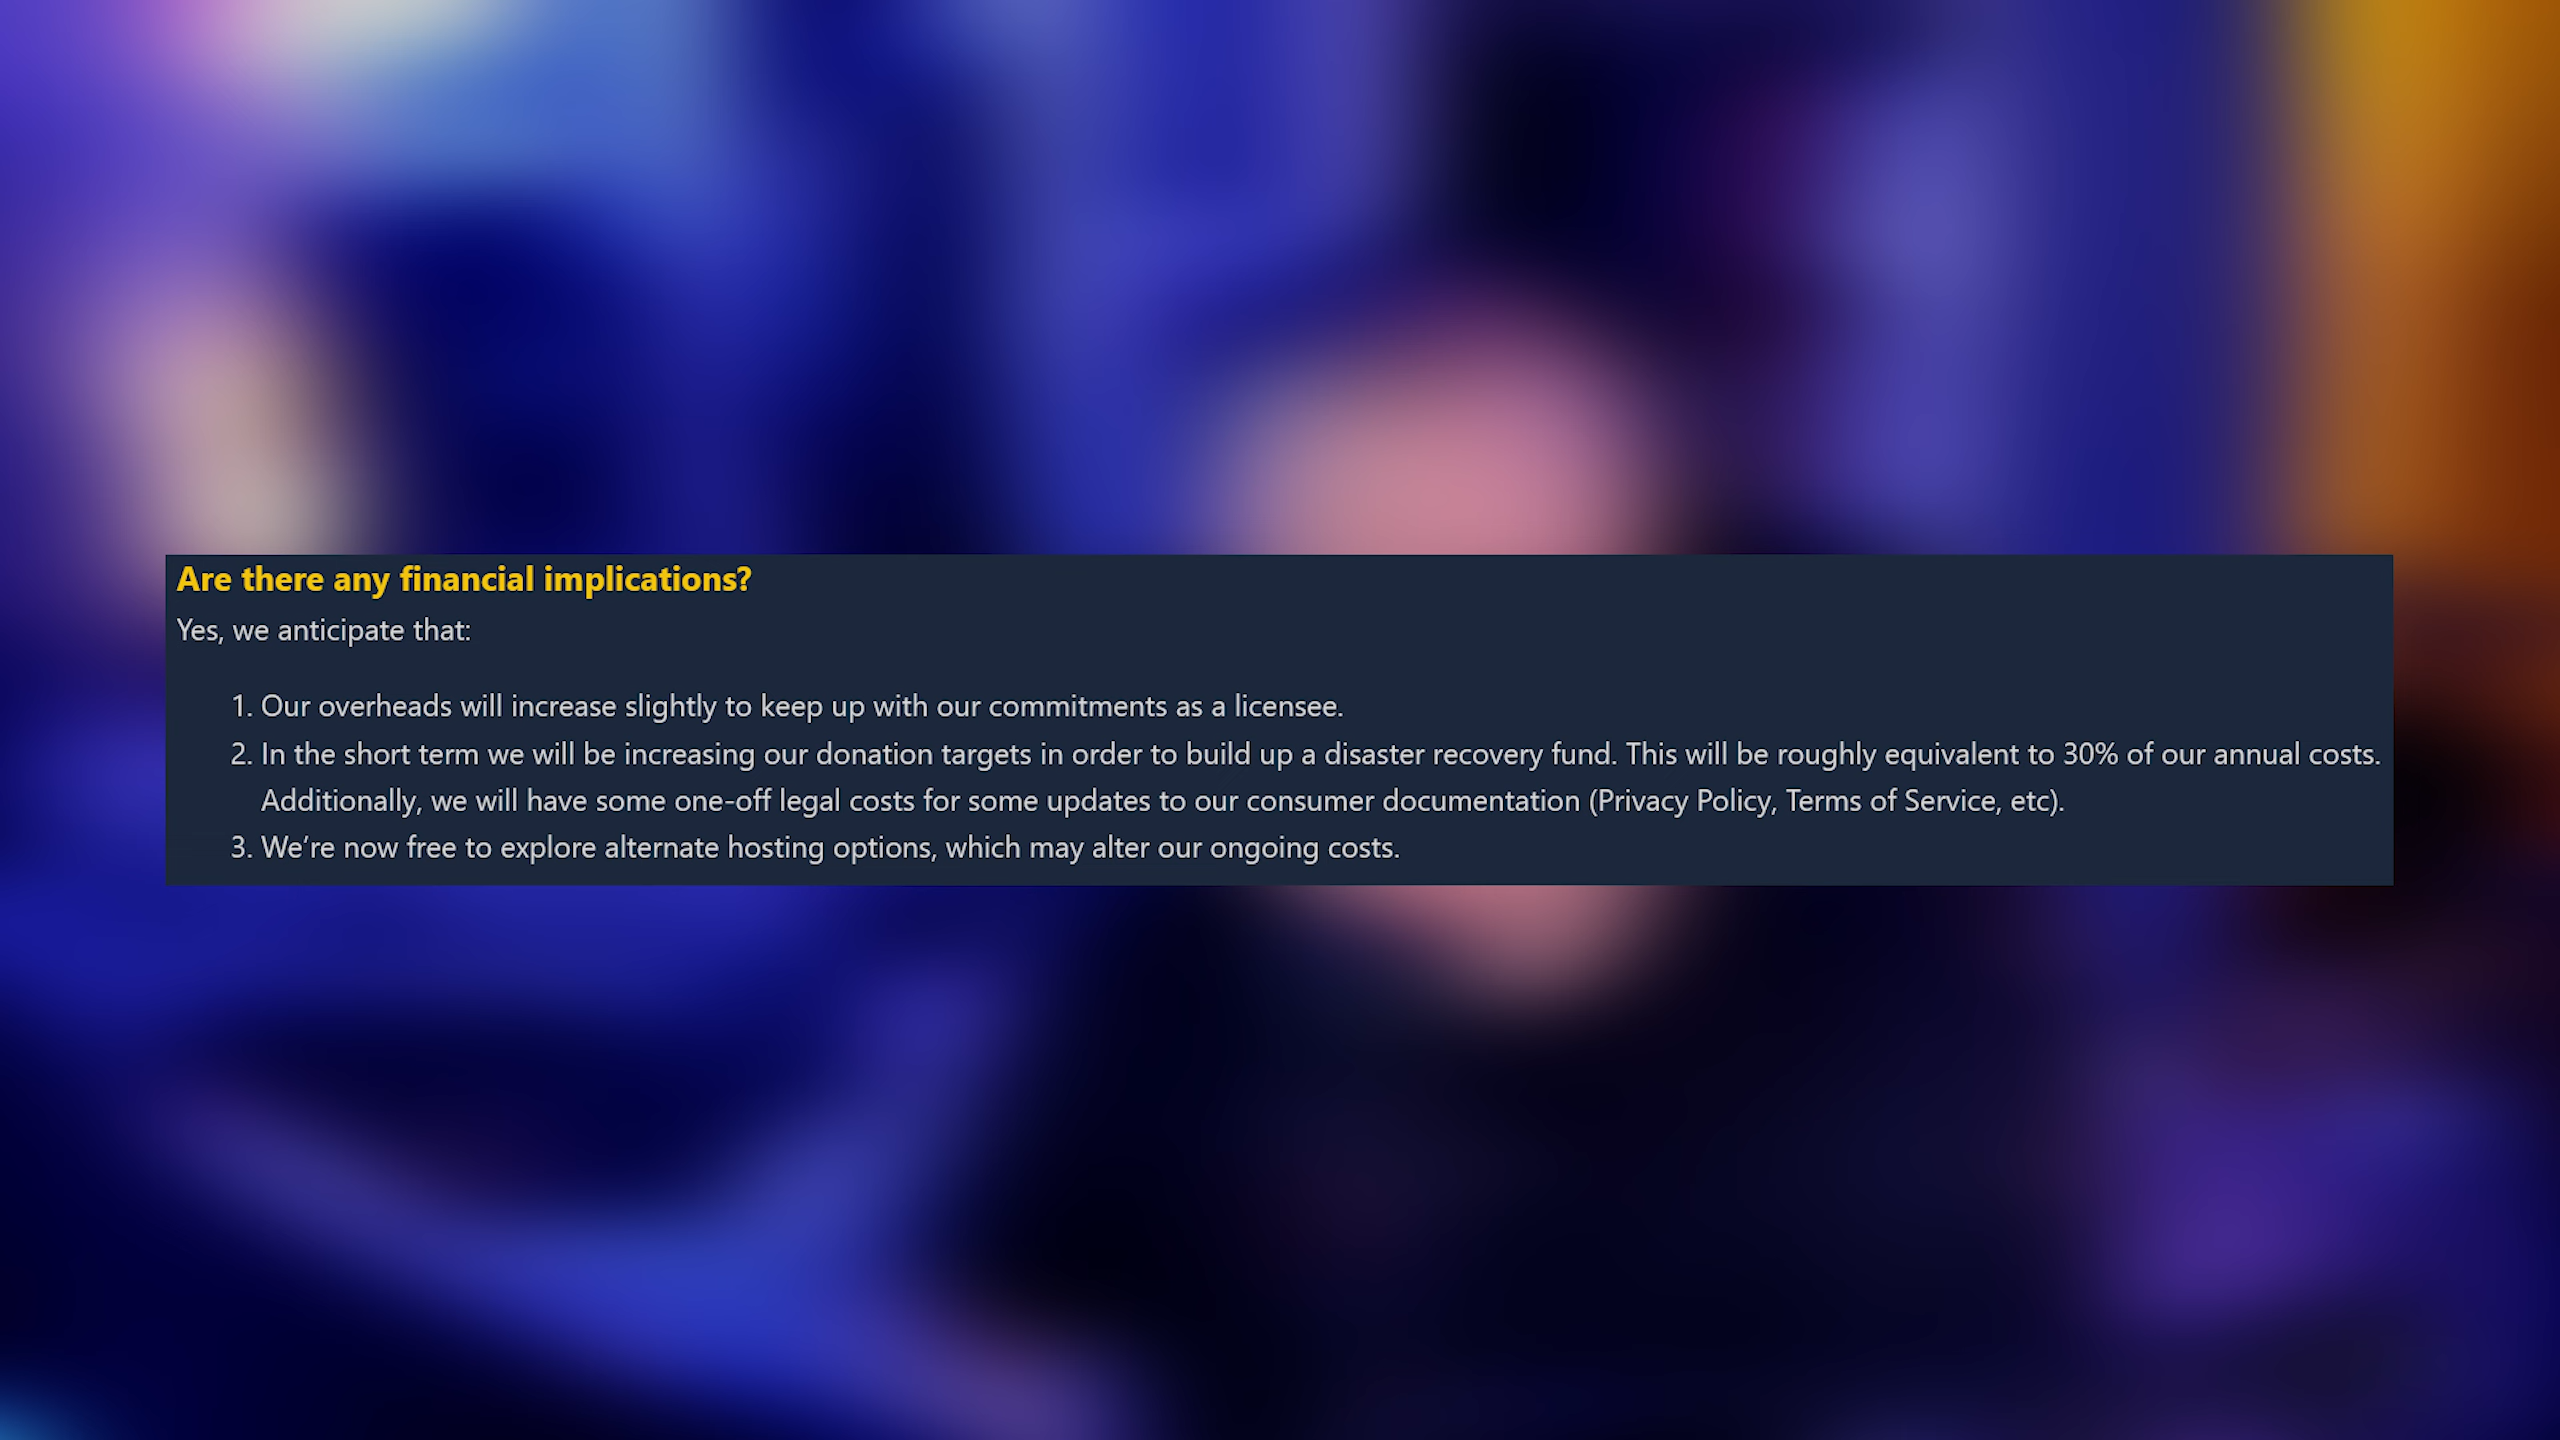 Are there any financial implications?
Yes, we anticipate that:
1. Our overheads will increase slightly to keep up with our commitments as a licensee.
2. In the short term we will be increasing our donation targets in order to build up a disaster recovery fund. This will be roughly equivalent to 30% of our annual costs.
Additionally, we will have some one-off legal costs for some updates to our consumer documentation (Privacy Policy, Terms of Service, etc).
3. We’re now free to explore alternate hosting options, which may alter our ongoing costs.